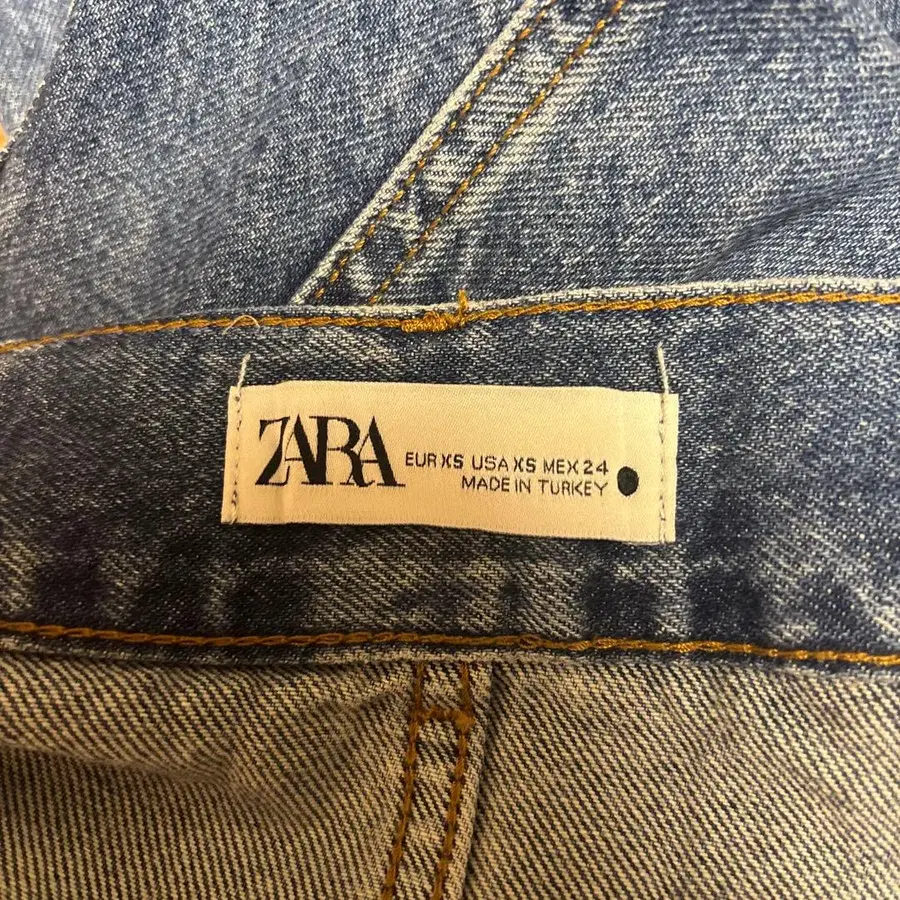 ZARA
EUR XS USA XS MEX 24
MADE IN TURKEY